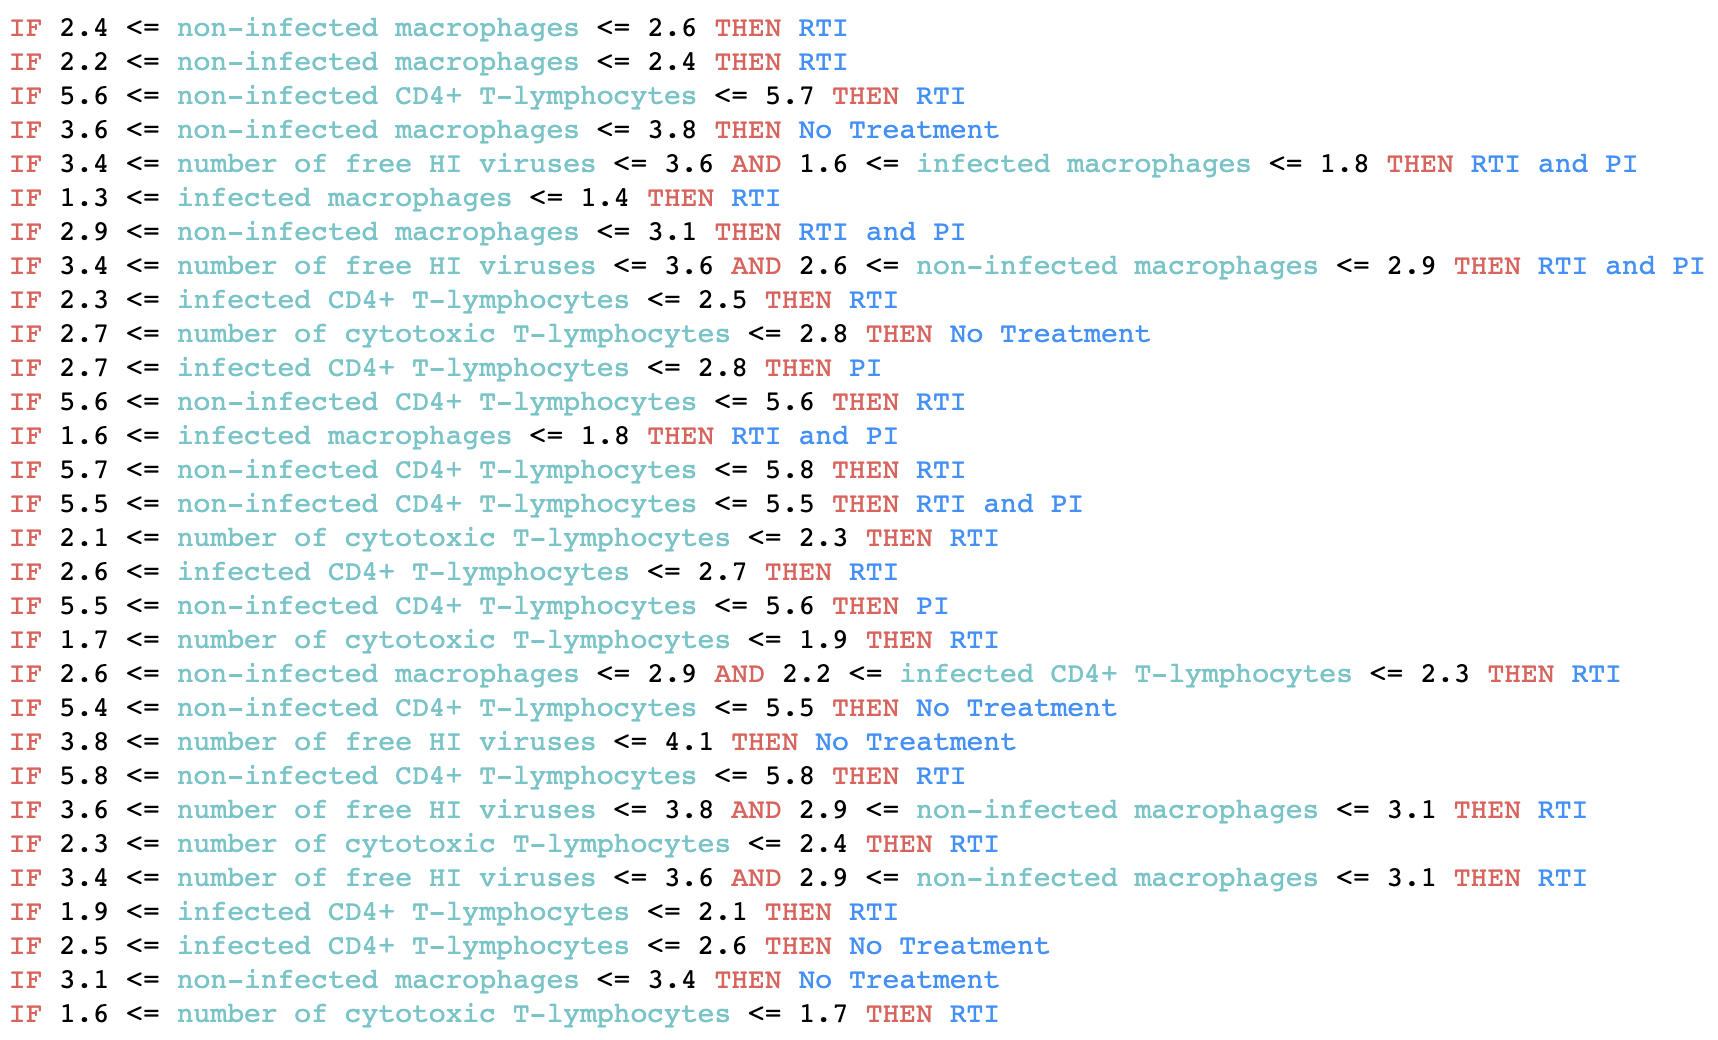 IF 2.4 <= non-infected macrophages <= 2.6 THEN RTI
IF 2.2 <= non-infected macrophages <= 2.4 THEN RTI
IF 5.6 <= non-infected CD4+ T-lymphocytes <= 5.7 THEN RTI
IF 3.6 <= non-infected macrophages <= 3.8 THEN No Treatment
IF 3.4 <= number of free HI viruses <= 3.6 AND 1.6 <= infected macrophages <= 1.8 THEN RTI and PI
IF 1.3 <= infected macrophages <= 1.4 THEN RTI
IF 2.9 <= non-infected macrophages <= 3.1 THEN RTI and PI
IF 3.4 <= number of free HI viruses <= 3.6 AND 2.6 <= non-infected macrophages <= 2.9 THEN RTI and PI
IF 2.3 <= infected CD4+ T-lymphocytes <= 2.5 THEN RTI
IF 2.7 <= number of cytotoxic T-lymphocytes <= 2.8 THEN No Treatment
IF 2.7 <= infected CD4+ T-lymphocytes <= 2.8 THEN PI
IF 5.6 <= non-infected CD4+ T-lymphocytes <= 5.6 THEN RTI
IF 1.6 <= infected macrophages <= 1.8 THEN RTI and PI
IF 5.7 <= non-infected CD4+ T-lymphocytes <= 5.8 THEN RTI
IF 5.5 <= non-infected CD4+ T-lymphocytes <= 5.5 THEN RTI and PI
IF 2.1 <= number of cytotoxic T-lymphocytes <= 2.3 THEN RTI
IF 2.6 <= infected CD4+ T-lymphocytes <= 2.7 THEN RTI
IF 5.5 <= non-infected CD4+ T-lymphocytes <= 5.6 THEN PI
IF 1.7 <= number of cytotoxic T-lymphocytes <= 1.9 THEN RTI
IF 2.6 <= non-infected macrophages <= 2.9 AND 2.2 <= infected CD4+ T-lymphocytes <= 2.3 THEN RTI
IF 5.4 <= non-infected CD4+ T-lymphocytes <= 5.5 THEN No Treatment
IF 3.8 <= number of free HI viruses <= 4.1 THEN No Treatment
IF 5.8 <= non-infected CD4+ T-lymphocytes <= 5.8 THEN RTI
IF 3.6 <= number of free HI viruses <= 3.8 AND 2.9 <= non-infected macrophages <= 3.1 THEN RTI
IF 2.3 <= number of cytotoxic T-lymphocytes <= 2.4 THEN RTI
IF 3.4 <= number of free HI viruses <= 3.6 AND 2.9 <= non-infected macrophages <= 3.1 THEN RTI
IF 1.9 <= infected CD4+ T-lymphocytes <= 2.1 THEN RTI
IF 2.5 <= infected CD4+ T-lymphocytes <= 2.6 THEN No Treatment
IF 3.1 <= non-infected macrophages <= 3.4 THEN No Treatment
IF 1.6 <= number of cytotoxic T-lymphocytes <= 1.7 THEN RTI